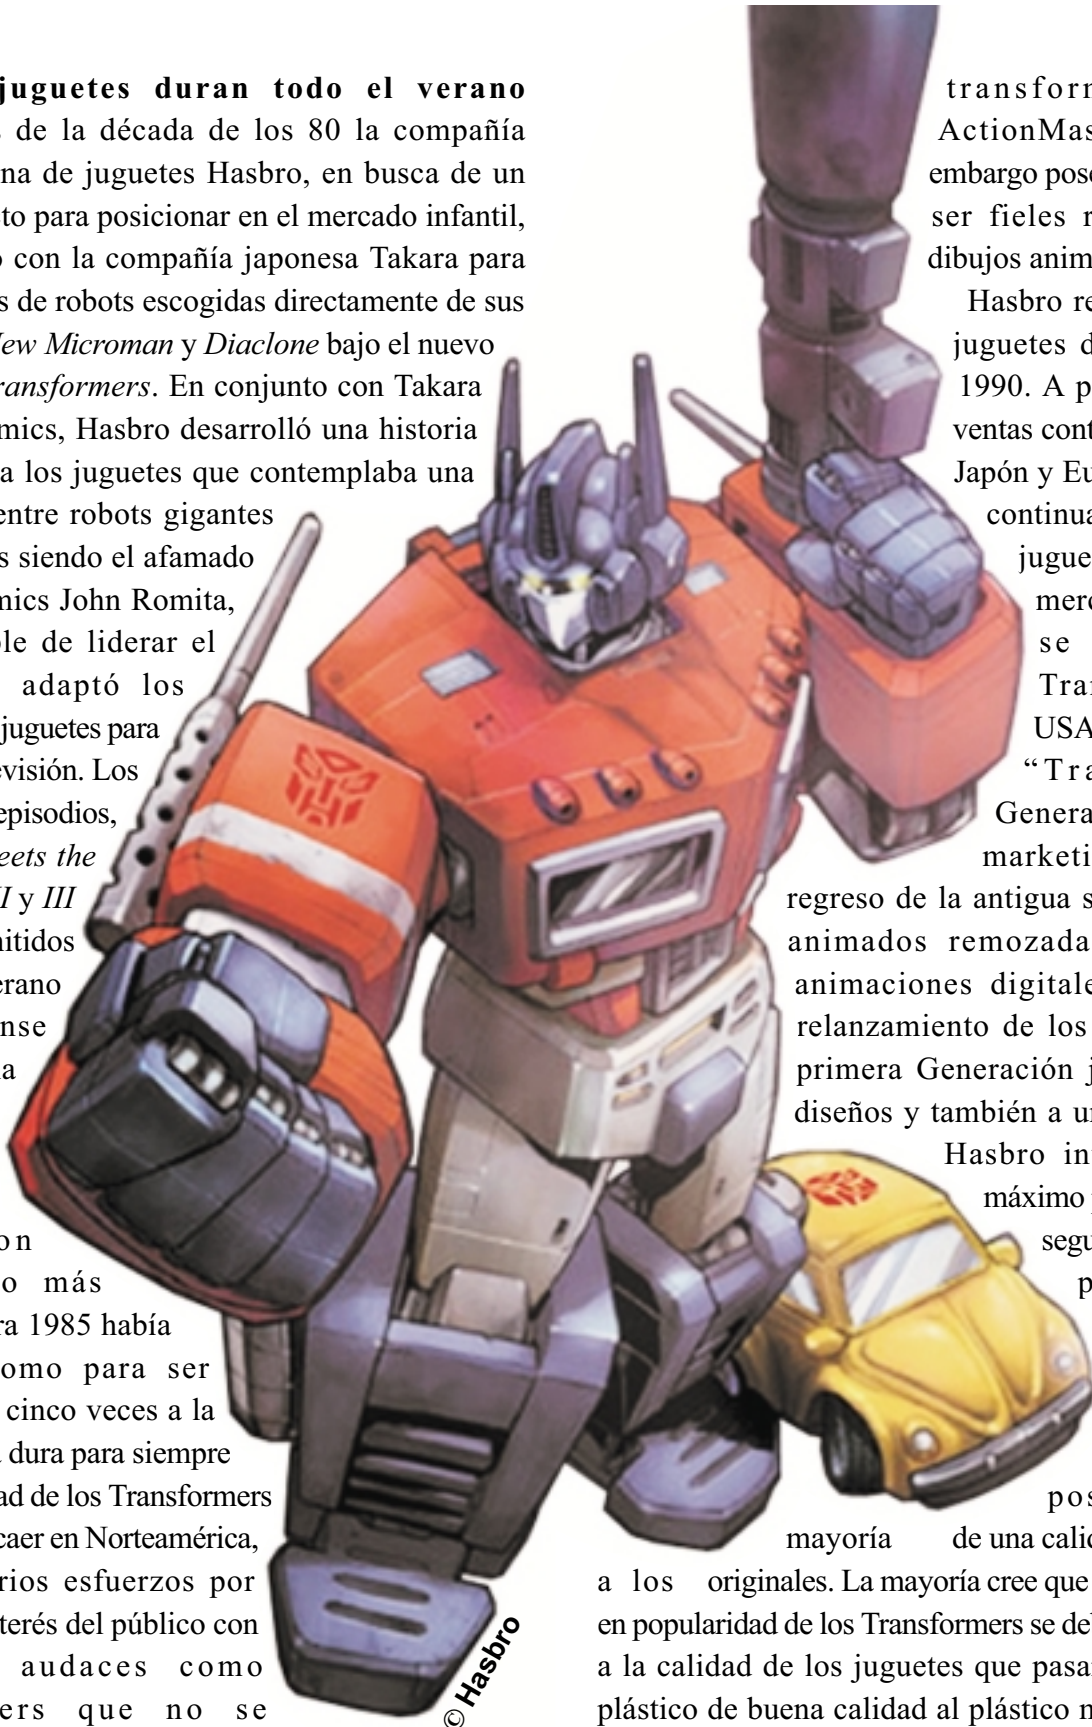 juguetes duran todo el verano
de la década de los 80 la compañía
na de juguetes Hasbro, en busca de un
to para posicionar en el mercado infantil,
con la compañía japonesa Takara para
s de robots escogidas directamente de sus
ew Microman y Diaclone bajo el nuevo
ransformers. En conjunto con Takara
mics, Hasbro desarrolló una historia
a los juguetes que contemplaba una
entre robots gigantes
s siendo el afamado
mics John Romita,
le de liderar el
adaptó los
juguetes para
evisión. Los
episodios,
eets the
II y III
nitidos
erano
nse
a
on
o más
ra 1985 había
omo para ser
cinco veces a la
dura para siempre
ad de los Transformers
caer en Norteamérica,
rios esfuerzos por
terés del público con
audaces como
ers que no se
© Hasbro
transform
ActionMas
embargo pose
ser fieles r
dibujos anim
Hasbro re
juguetes d
1990. A p
ventas cont
Japón y Eu
continua
jugue
merc
se
Tran
USA
“Tra
Genera
marketi
regreso de la antigua s
animados remozada
animaciones digitale
relanzamiento de los
primera Generación j
diseños y también a un
Hasbro in
máximo
segu
p
pos
mayoría de una calid
a los originales. La mayoría cree que
en popularidad de los Transformers se deb
a la calidad de los juguetes que pasar
plástico de buena calidad al plástico m